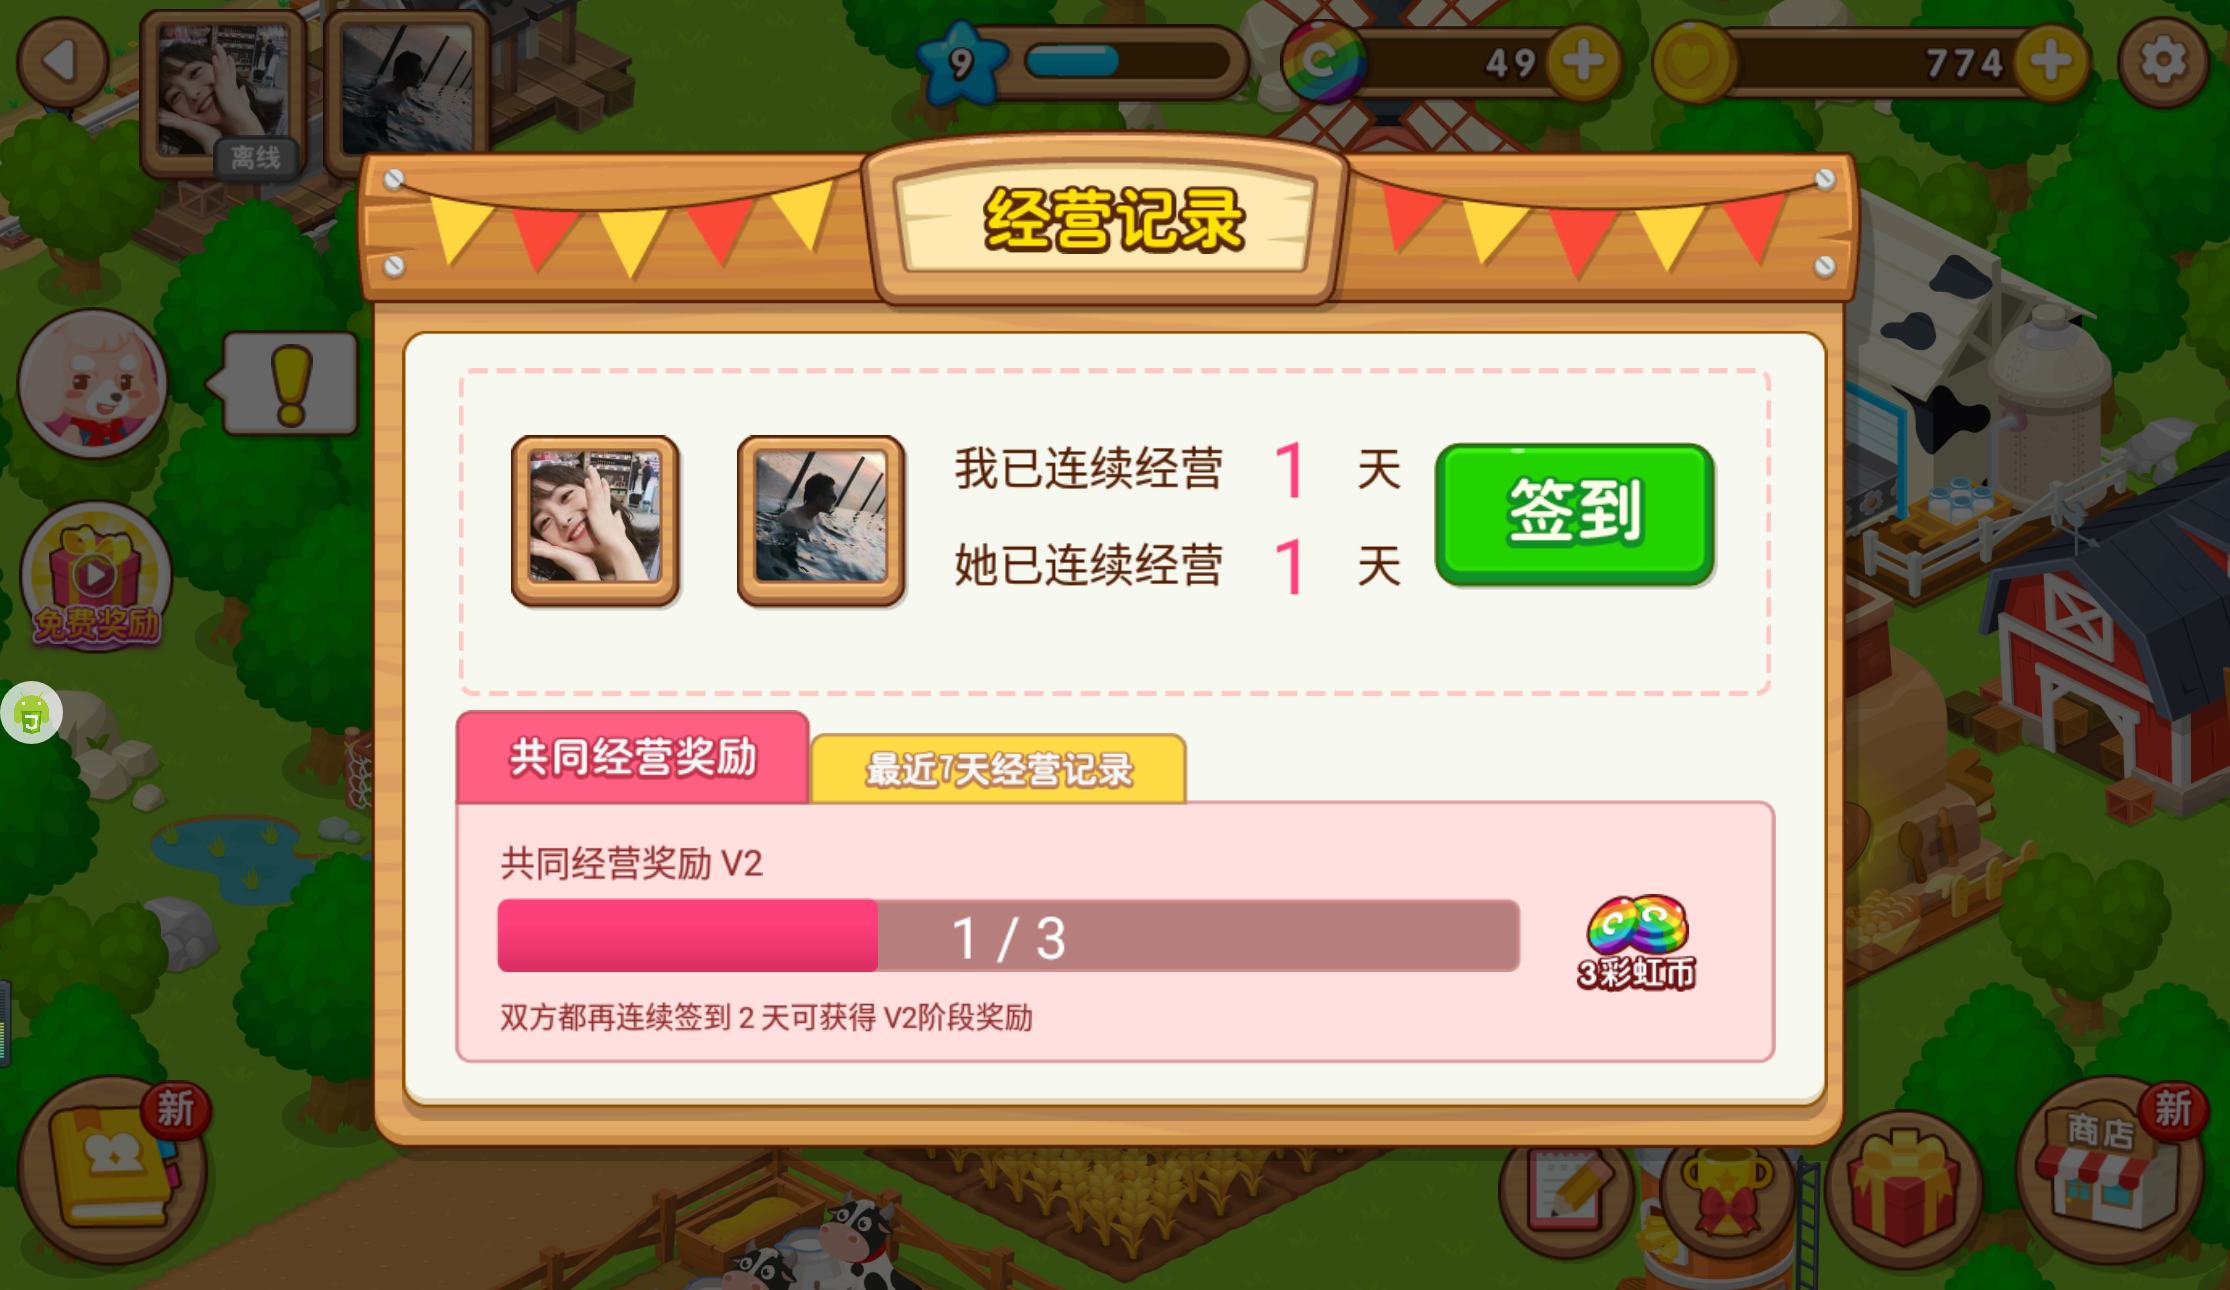 9
C
49
774
离线
经营记录
我已连续经营 1 天
她已连续经营 1 天
签到
免费奖励
共同经营奖励
最近7天经营记录
共同经营奖励 V2
1 / 3
3彩虹币
双方都再连续签到 2 天可获得 V2阶段奖励
新
商店
新